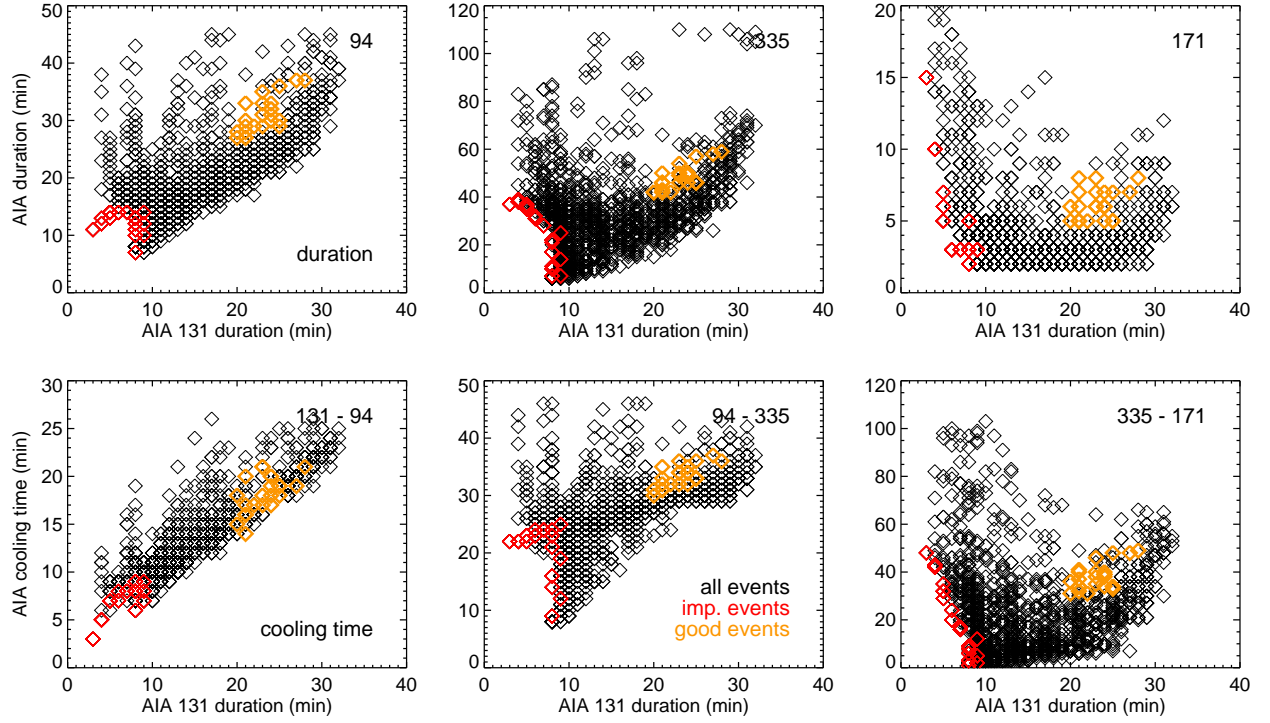 94
duration
AIA duration (min)
0 10 20 30 40 50
0 10 20 30 40
AIA 131 duration (min)
335
0 20 40 60 80 100 120
0 10 20 30 40
AIA 131 duration (min)
171
0 5 10 15 20
0 10 20 30 40
AIA 131 duration (min)
131 - 94
cooling time
AIA cooling time (min)
0 5 10 15 20 25 30
0 10 20 30 40
AIA 131 duration (min)
94 - 335
all events
imp. events
good events
0 10 20 30 40 50
0 10 20 30 40
AIA 131 duration (min)
335 - 171
0 20 40 60 80 100 120
0 10 20 30 40
AIA 131 duration (min)